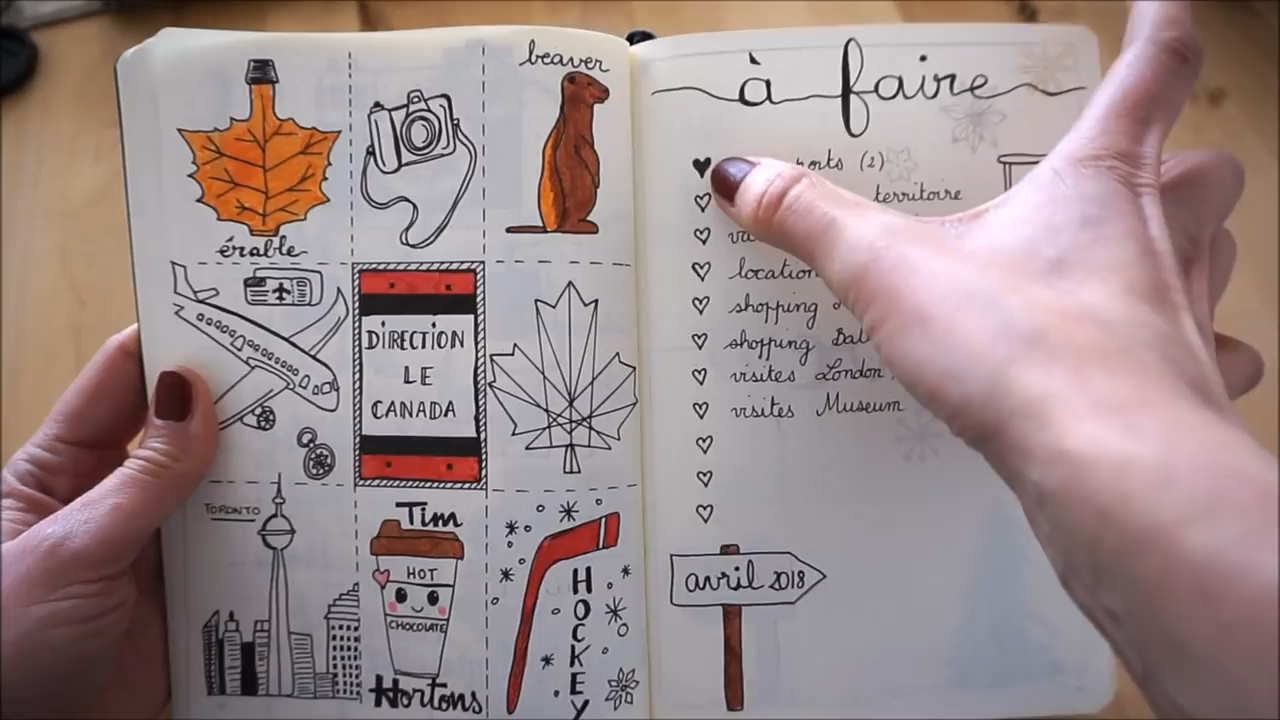 beaver
érable
DIRECTION
LE
CANADA
TORONTO
Tim
HOT
CHOCOLATE
Hortons
HOCKEY
à faire
(2)
territoire
location
shopping
shopping
visites London
visites Museum
avril 2018